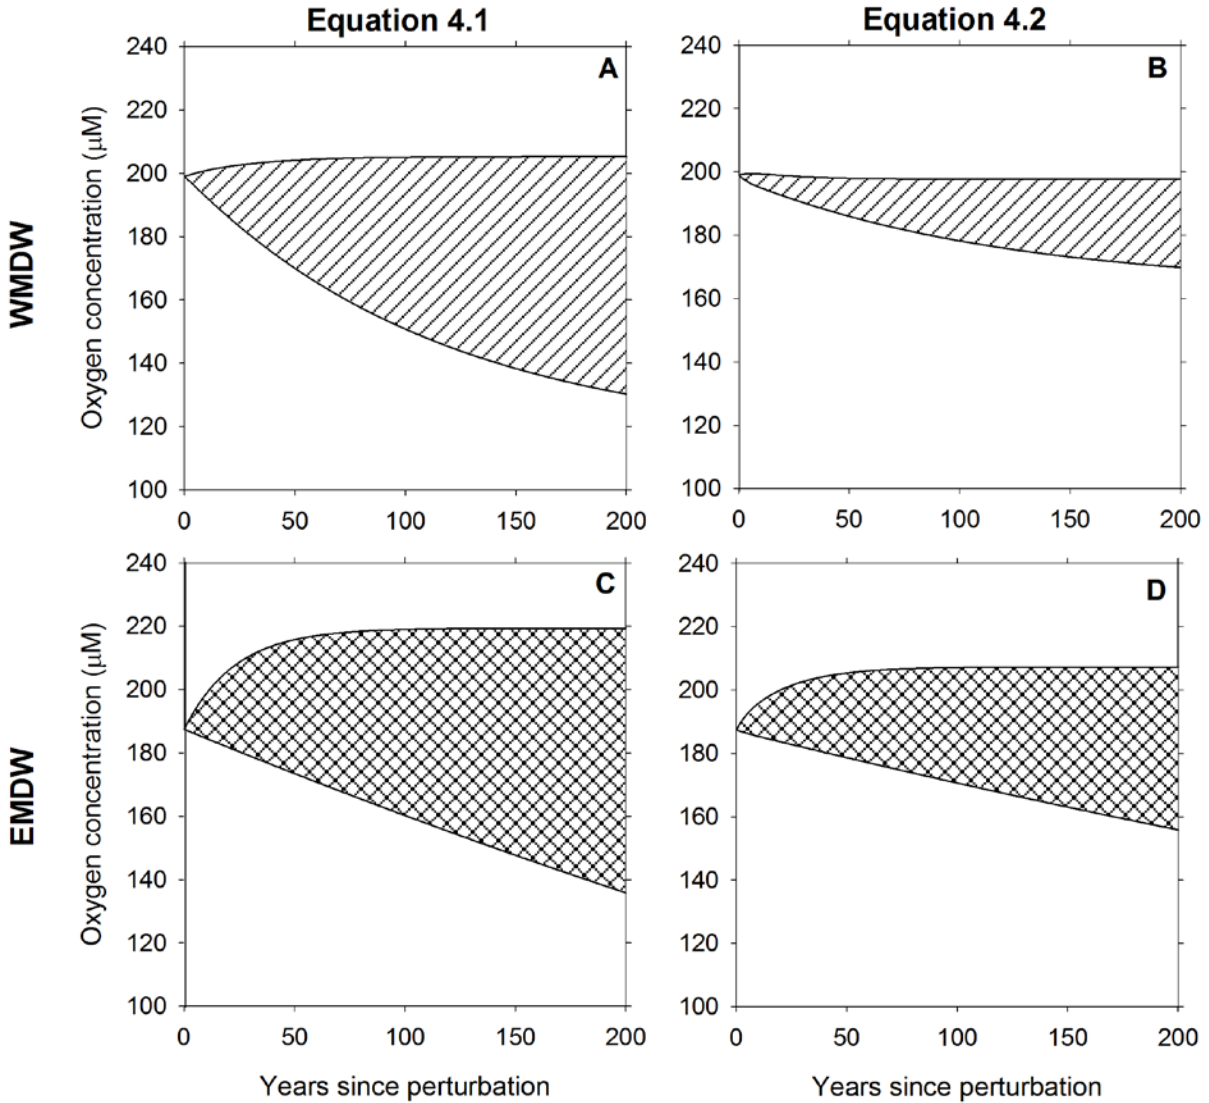 Equation 4.1
Equation 4.2
WMDW
Oxygen concentration (μM)
A
240
220
200
180
160
140
120
100
0 50 100 150 200
B
240
220
200
180
160
140
120
100
0 50 100 150 200
EMDW
Oxygen concentration (μM)
C
240
220
200
180
160
140
120
100
0 50 100 150 200
Years since perturbation
D
240
220
200
180
160
140
120
100
0 50 100 150 200
Years since perturbation